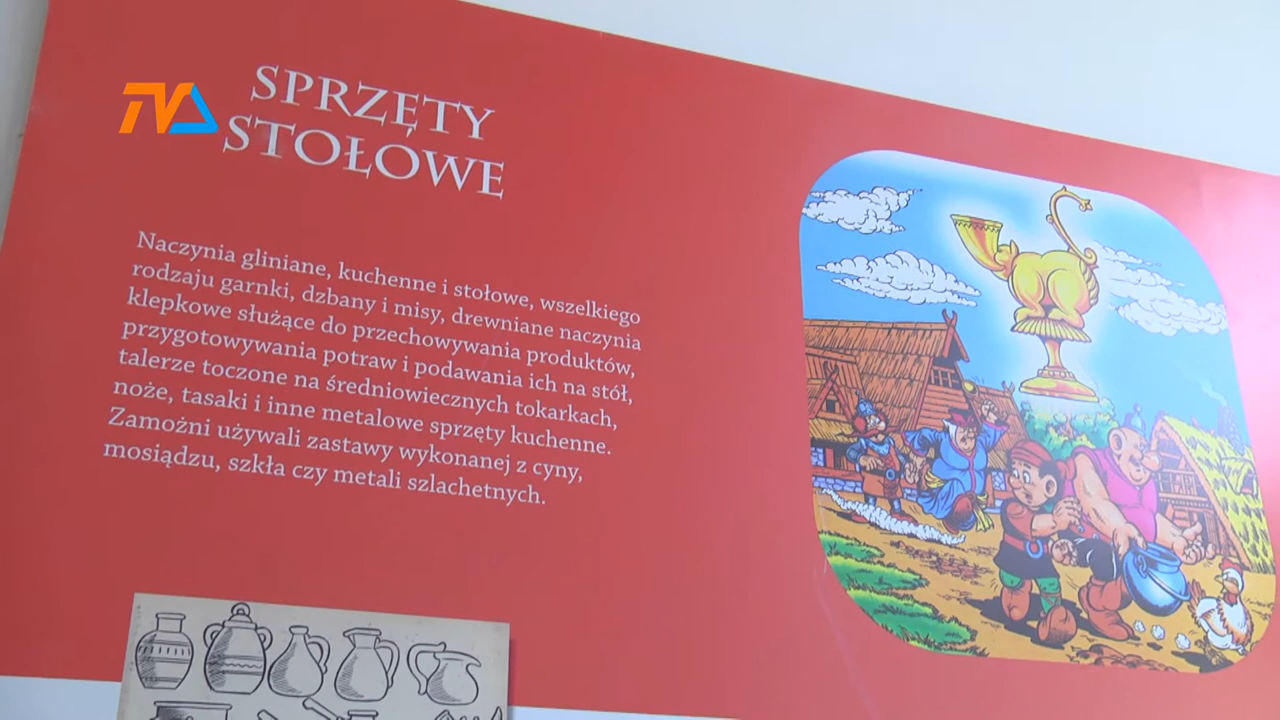 TVA
SPRZĘTY
STOŁOWE
Naczynia gliniane, kuchenne i stołowe, wszelkiego
rodzaju garnki, dzbany i misy, drewniane naczynia
klepkowe służące do przechowywania produktów,
przygotowywania potraw i podawania ich na stół,
talerze toczone na średniowiecznych tokarkach,
noże, tasaki i inne metalowe sprzęty kuchenne.
Zamożni używali zastawy wykonanej z cyny,
mosiądzu, szkła czy metali szlachetnych.